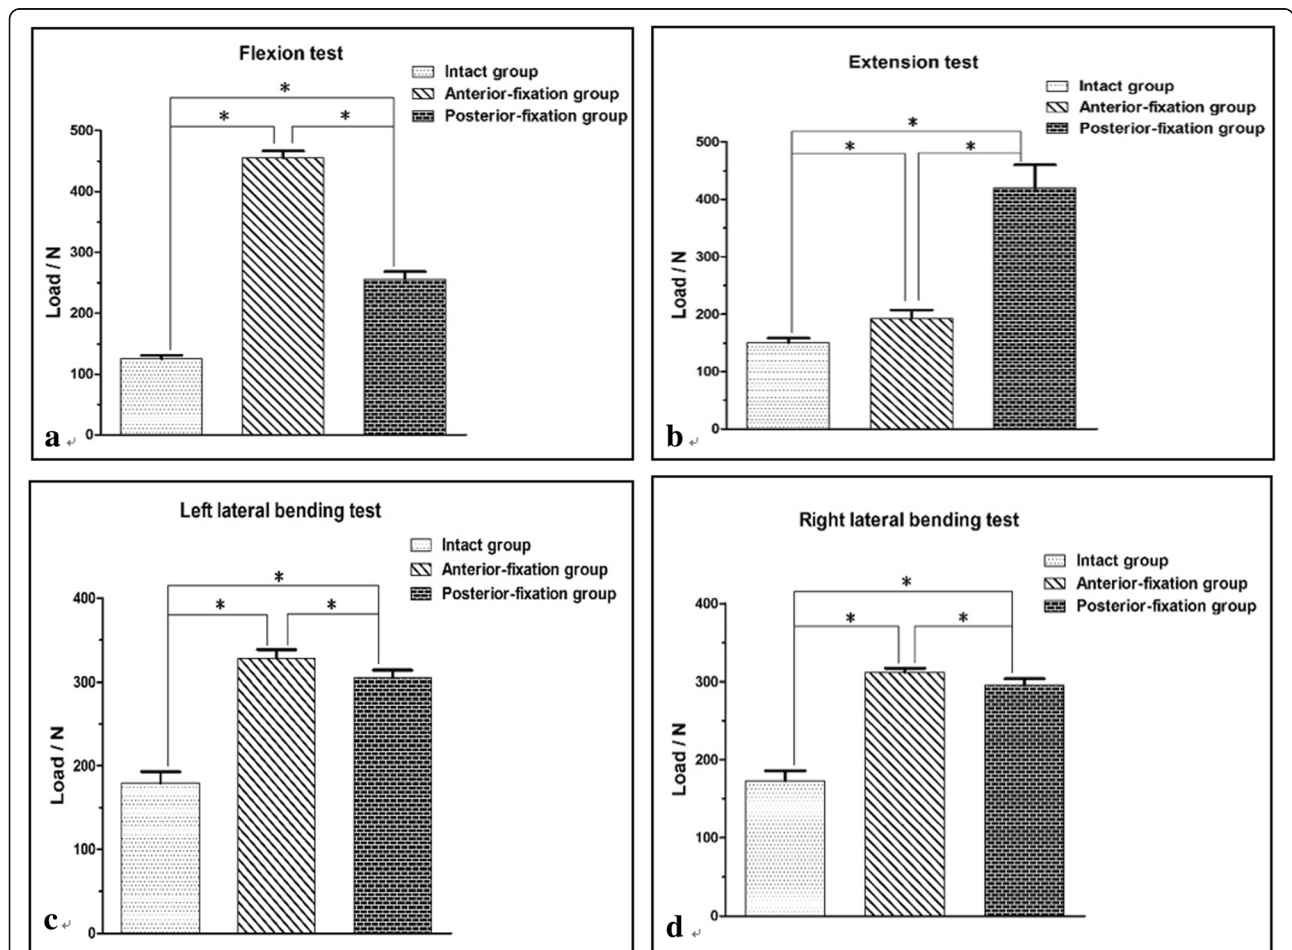 Flexion test
Intact group
Anterior-fixation group
Posterior-fixation group
*
* *
500
400
300
200
100
0
Load / N
a
Extension test
Intact group
Anterior-fixation group
Posterior-fixation group
*
* *
500
400
300
200
100
0
Load / N
b
Left lateral bending test
Intact group
Anterior-fixation group
Posterior-fixation group
*
* *
400
300
200
100
0
Load / N
c
Right lateral bending test
Intact group
Anterior-fixation group
Posterior-fixation group
*
* *
400
300
200
100
0
Load / N
d